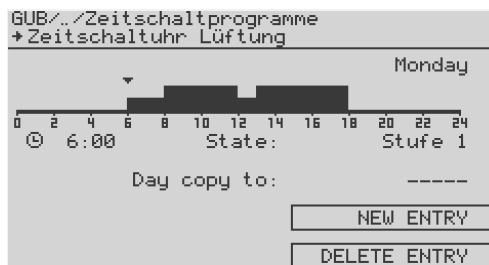 GUB/../Zeitschaltprogramme
→Zeitschaltuhr Lüftung
Monday
0 2 4 6 8 10 12 14 16 18 20 22 24
6:00 State: Stufe 1
Day copy to: -----
NEW ENTRY
DELETE ENTRY